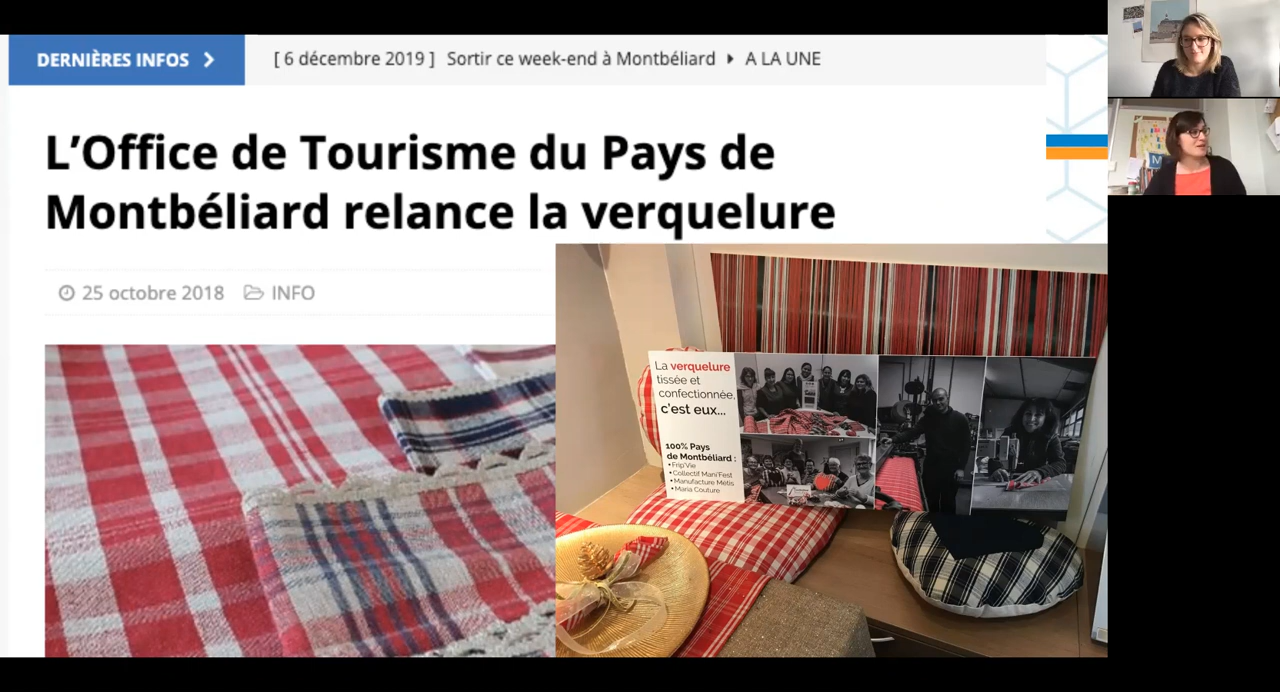 DERNIÈRES INFOS
[ 6 décembre 2019 ] Sortir ce week-end à Montbéliard A LA UNE
L’Office de Tourisme du Pays de
Montbéliard relance la verquelure
25 octobre 2018 INFO
La verquelure
tissée et
confectionnée,
c'est eux...
100% Pays
de Montbéliard :
• Frip'Vie
• Collectif Mani'Fest
• Manufacture Métis
• Maria Couture
M